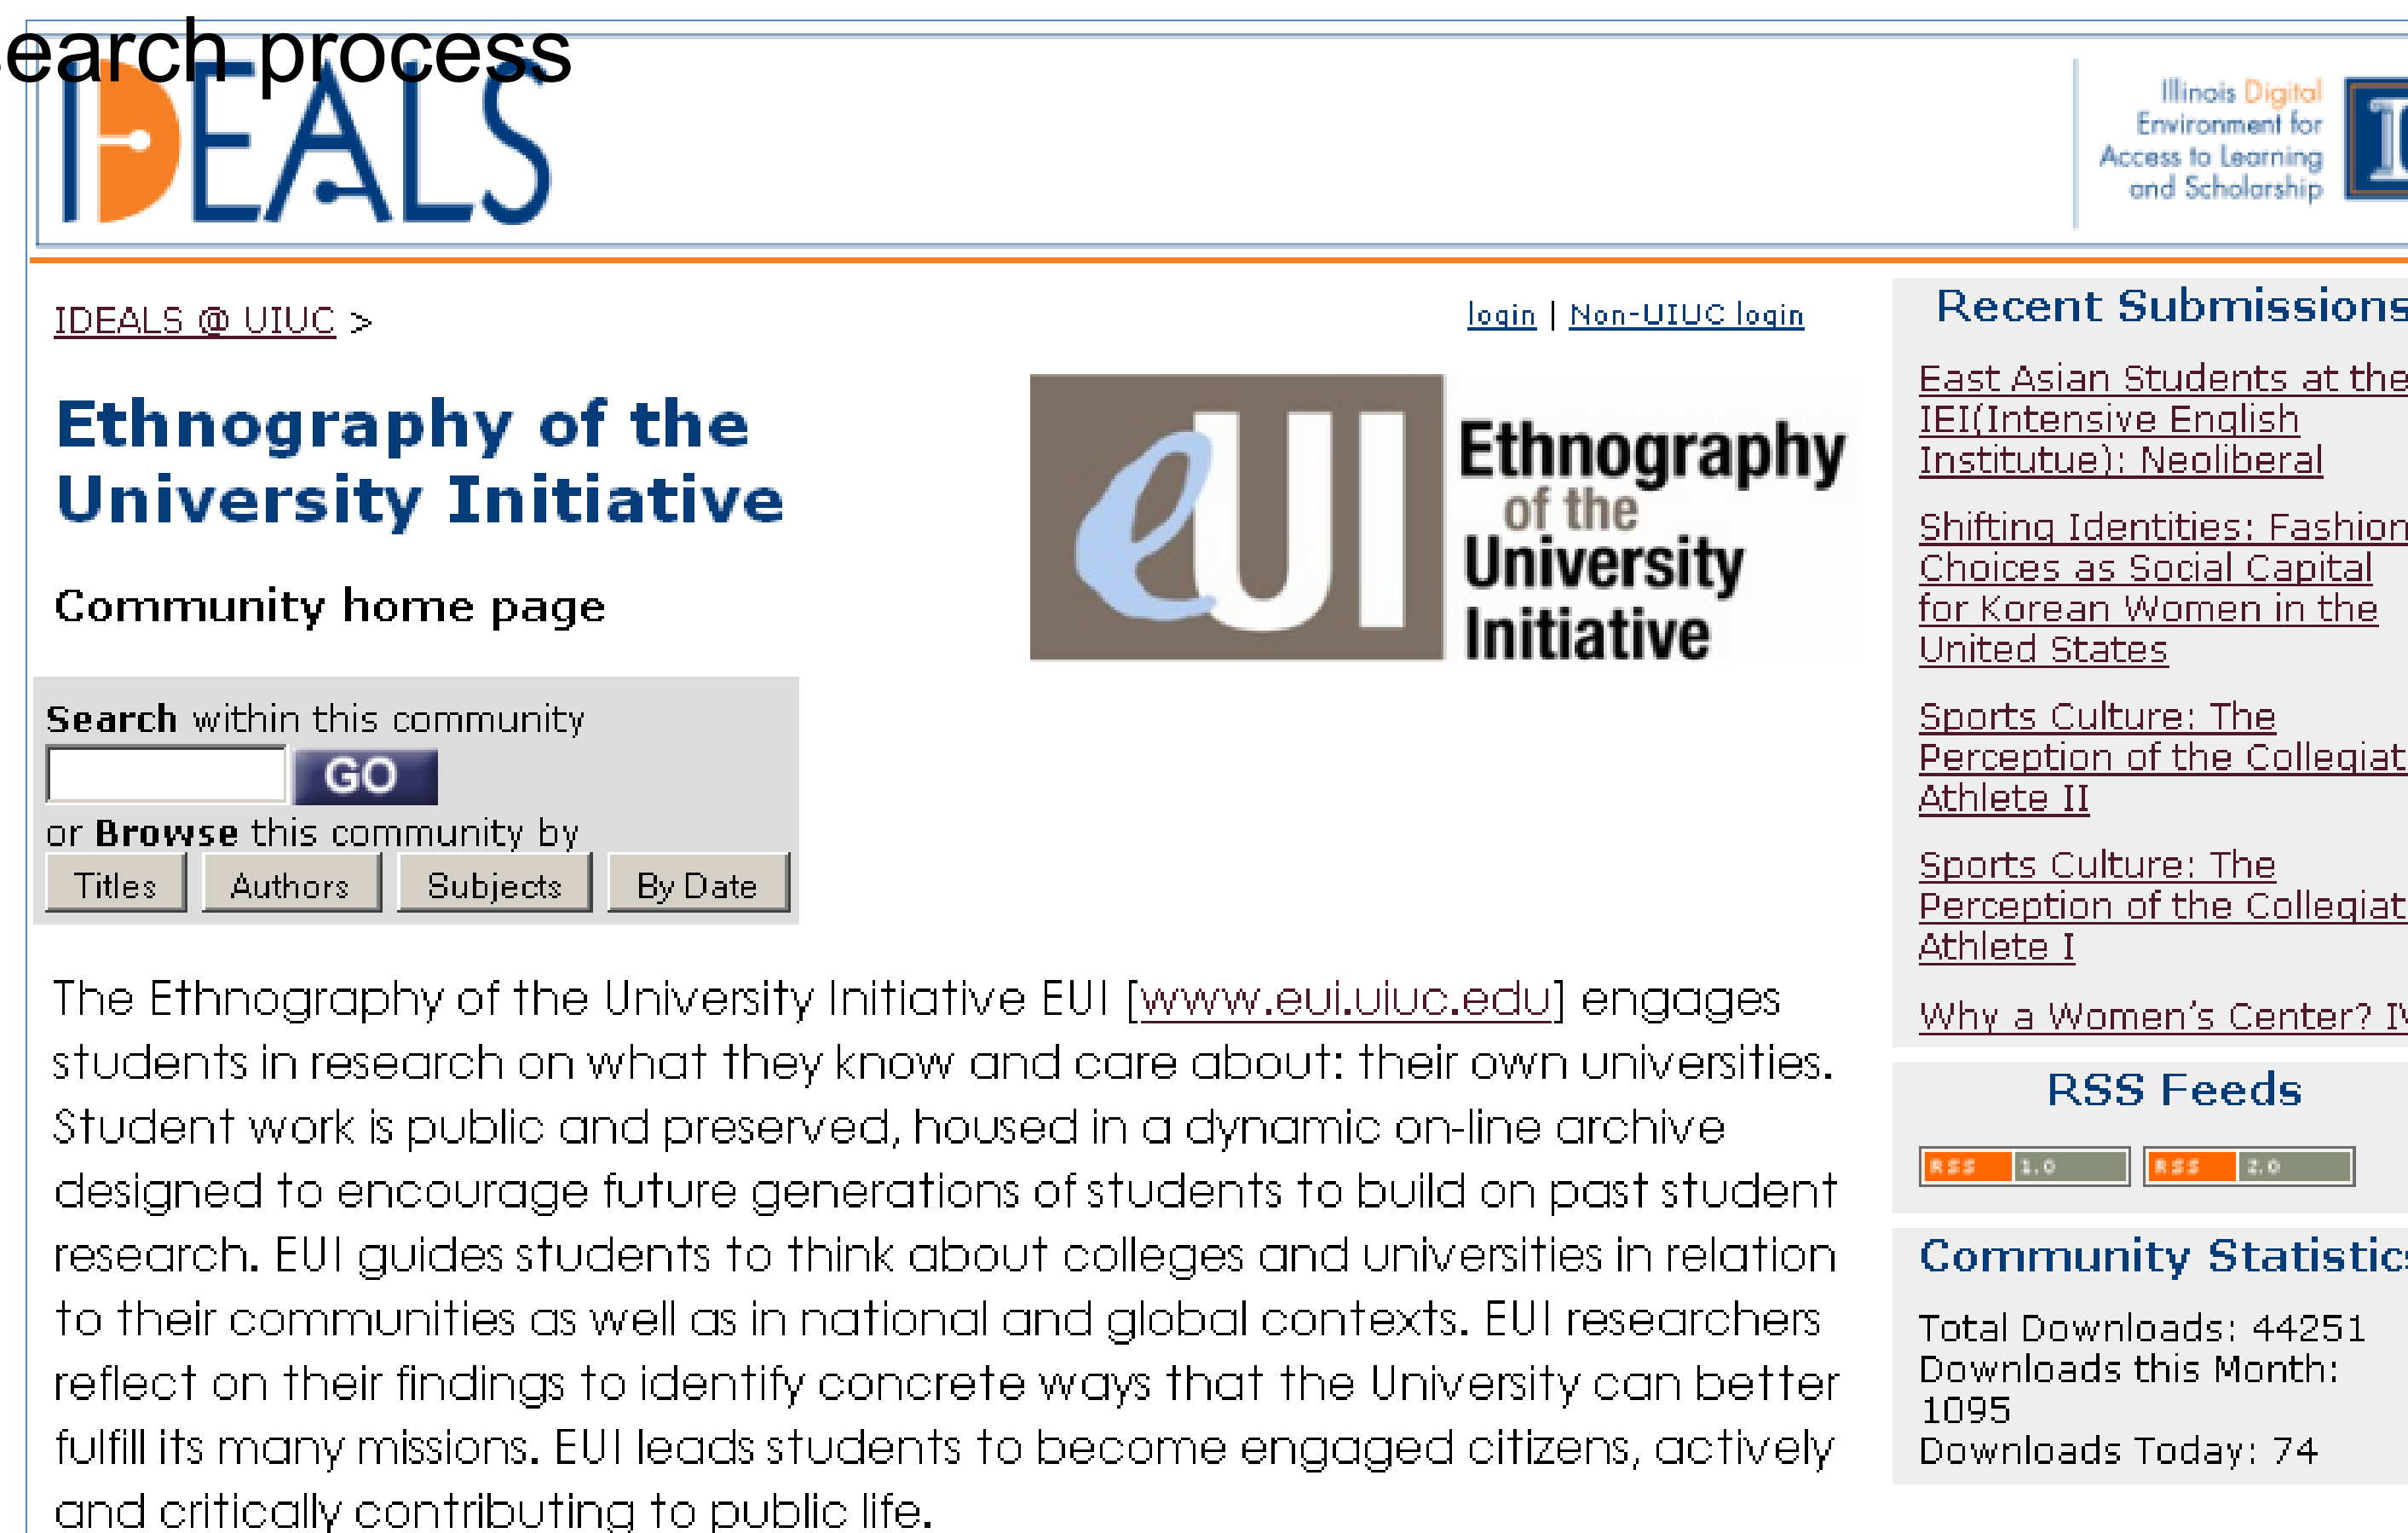 earch process
IDEALS
Illinois Digital
Environment for
Access to Learning
and Scholarship
IDEALS @ UIUC >
login | Non-UIUC login
Ethnography of the
University Initiative
Community home page
eUI
Ethnography
of the
University
Initiative
Search within this community
GO
or Browse this community by
Titles Authors Subjects By Date
The Ethnography of the University Initiative EUI [www.eui.uiuc.edu] engages
students in research on what they know and care about: their own universities.
Student work is public and preserved, housed in a dynamic on-line archive
designed to encourage future generations of students to build on past student
research. EUI guides students to think about colleges and universities in relation
to their communities as well as in national and global contexts. EUI researchers
reflect on their findings to identify concrete ways that the University can better
fulfill its many missions. EUI leads students to become engaged citizens, actively
and critically contributing to public life.
Recent Submissions
East Asian Students at the
IEI(Intensive English
Institutue): Neoliberal
Shifting Identities: Fashion
Choices as Social Capital
for Korean Women in the
United States
Sports Culture: The
Perception of the Collegiat
Athlete II
Sports Culture: The
Perception of the Collegiat
Athlete I
Why a Women's Center?
RSS Feeds
RSS 1.0 RSS 2.0
Community Statistics
Total Downloads: 44251
Downloads this Month:
1095
Downloads Today: 74